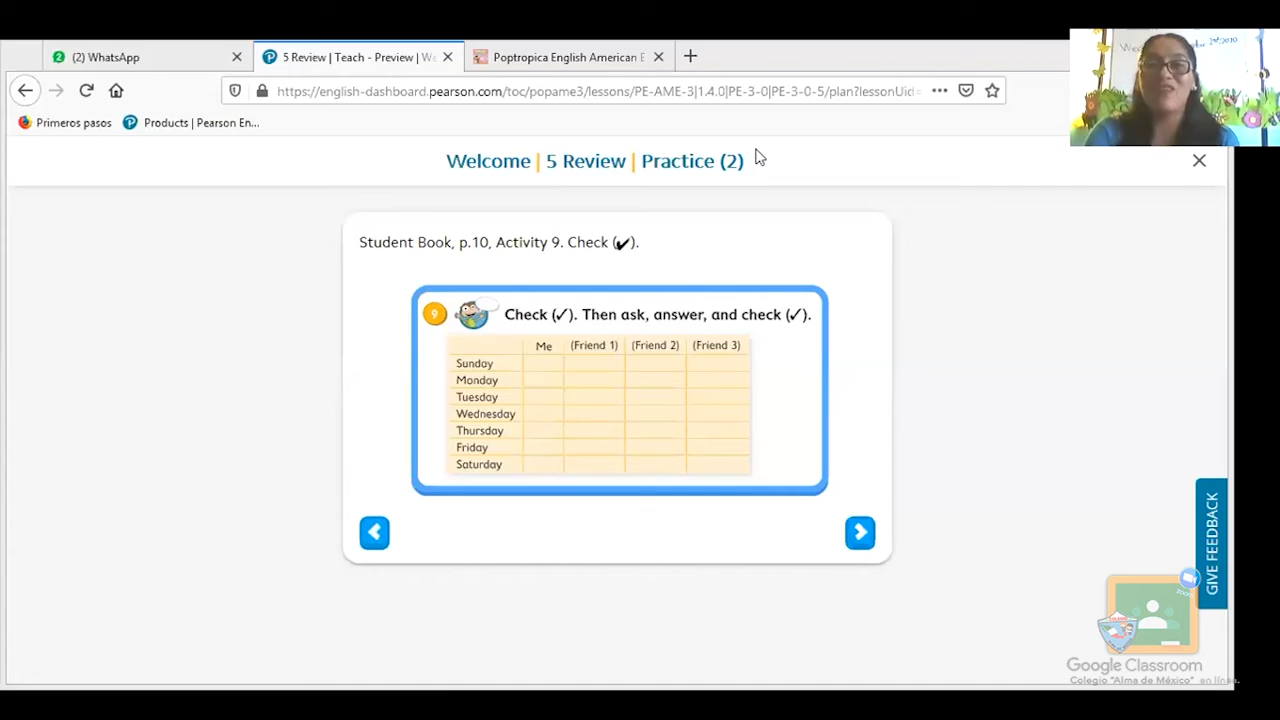 (2) WhatsApp
5 Review | Teach - Preview | W
Poptropica English American E
https://english-dashboard.pearson.com/toc/popame3/lessons/PE-AME-3|1.4.0|PE-3-0|PE-3-0-5/plan?lessonUid=
Primeros pasos
Products | Pearson En...
Welcome | 5 Review | Practice (2)
Student Book, p.10, Activity 9. Check (✔).
9 Check (✓). Then ask, answer, and check (✓).
Me (Friend 1) (Friend 2) (Friend 3)
Sunday
Monday
Tuesday
Wednesday
Thursday
Friday
Saturday
GIVE FEEDBACK
zoom
Google Classroom
Colegio "Alma de México" en línea.